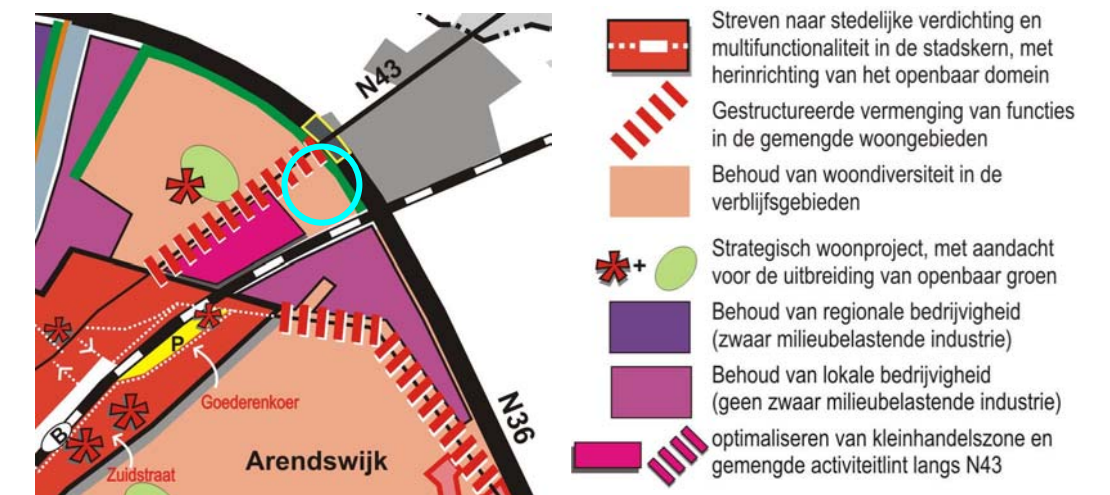 N43
P
Goederenkoer
B
Zuidstraat
Arendswijk
N36
Streven naar stedelijke verdichting en
multifunctionaliteit in de stadskern, met
herinrichting van het openbaar domein
Gestructureerde vermenging van functies
in de gemengde woongebieden
Behoud van woondiversiteit in de
verblijfsgebieden
+
Strategisch woonproject, met aandacht
voor de uitbreiding van openbaar groen
Behoud van regionale bedrijvigheid
(zwaar milieubelastende industrie)
Behoud van lokale bedrijvigheid
(geen zwaar milieubelastende industrie)
optimaliseren van kleinhandelszone en
gemengde activiteitlint langs N43